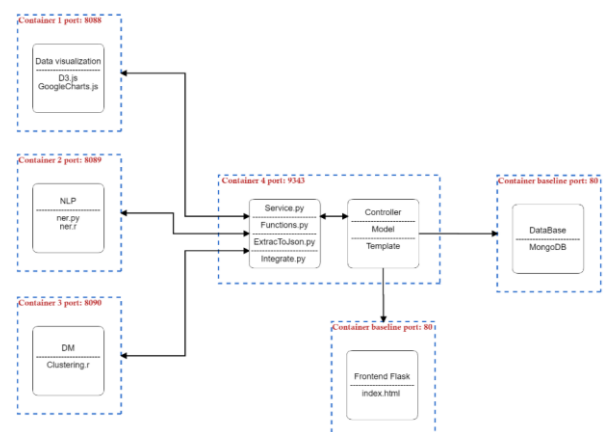 Container 1 port: 8088
Data visualization
D3.js
GoogleCharts.js
Container 2 port: 8089
NLP
ner.py
ner.r
Container 3 port: 8090
DM
Clustering.r
Container 4 port: 9343
Service.py
Functions.py
ExtracToJson.py
Integrate.py
Controller
Model
Template
Container baseline port: 80
DataBase
MongoDB
Container baseline port: 80
Frontend Flask
index.html